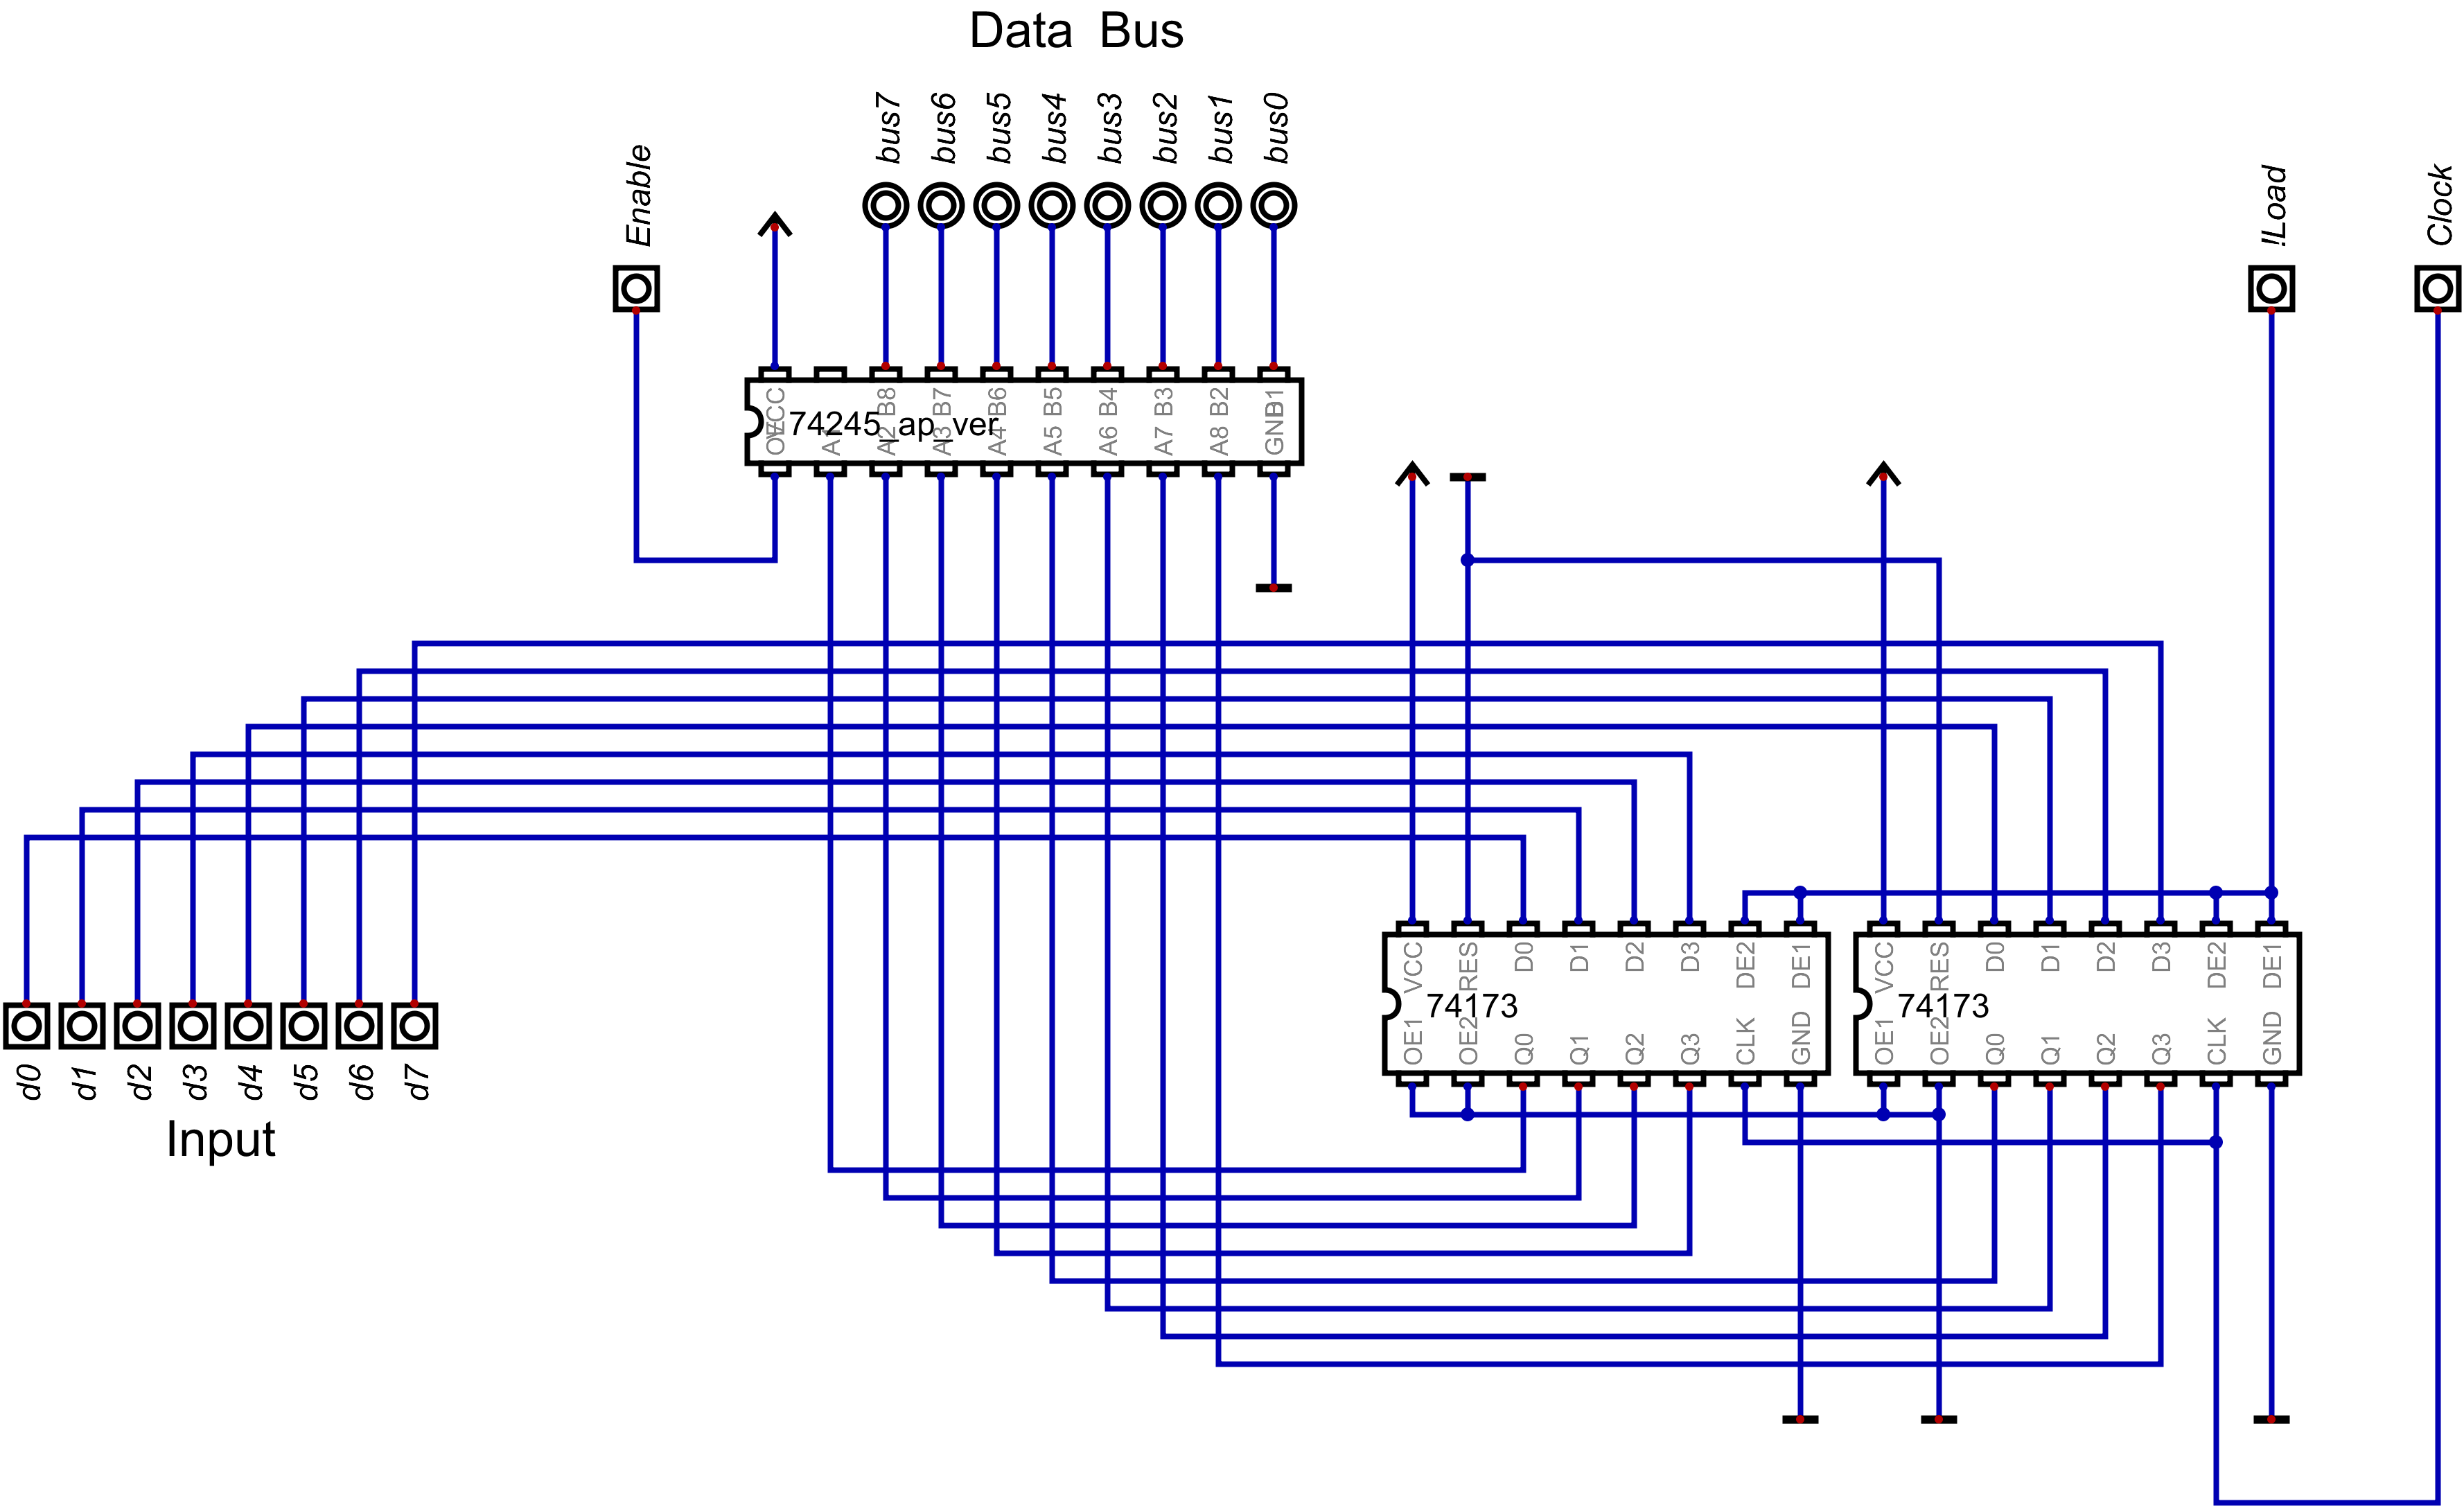 Data Bus
bus7 bus6 bus5 bus4 bus3 bus2 bus1 bus0
Enable
!Load
Clock
VCC B8 B7 B6 B5 B4 B3 B2 B1
74245_ap_ver
OE A1 A2 A3 A4 A5 A6 A7 A8 GND
VCC RES D0 D1 D2 D3 DE2 DE1
74173
OE1 OE2 Q0 Q1 Q2 Q3 CLK GND
VCC RES D0 D1 D2 D3 DE2 DE1
74173
OE1 OE2 Q0 Q1 Q2 Q3 CLK GND
d0 d1 d2 d3 d4 d5 d6 d7
Input